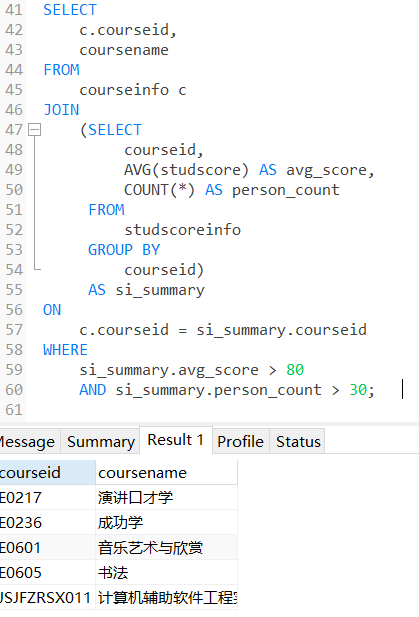 41 SELECT
42 c.courseid,
43 coursename
44 FROM
45 courseinfo c
46 JOIN
47 (SELECT
48 courseid,
49 AVG(studscore) AS avg_score,
50 COUNT(*) AS person_count
51 FROM
52 studscoreinfo
53 GROUP BY
54 courseid)
55 AS si_summary
56 ON
57 c.courseid = si_summary.courseid
58 WHERE
59 si_summary.avg_score > 80
60 AND si_summary.person_count > 30;
61
Message Summary Result 1 Profile Status
courseid coursename
E0217 演讲口才学
E0236 成功学
E0601 音乐艺术与欣赏
E0605 书法
JSJFZRSX011 计算机辅助软件工程